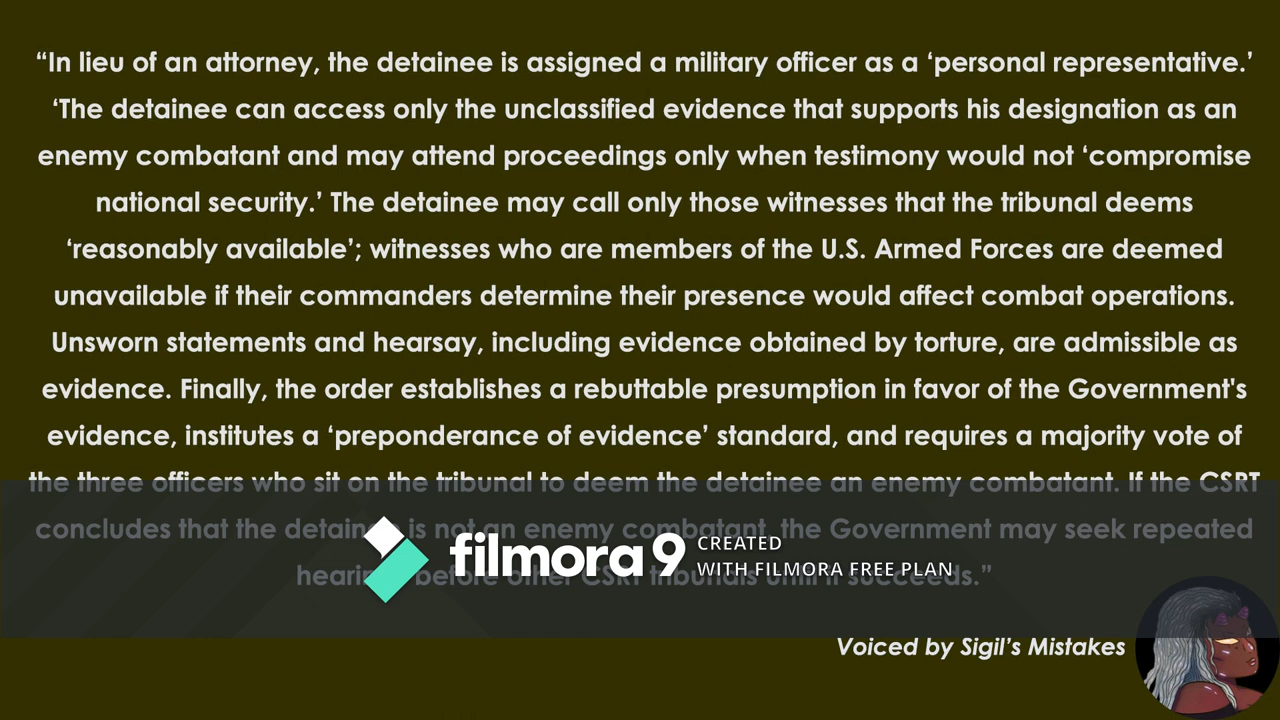 “In lieu of an attorney, the detainee is assigned a military officer as a ‘personal representative.’
‘The detainee can access only the unclassified evidence that supports his designation as an
enemy combatant and may attend proceedings only when testimony would not ‘compromise
national security.’ The detainee may call only those witnesses that the tribunal deems
‘reasonably available’; witnesses who are members of the U.S. Armed Forces are deemed
unavailable if their commanders determine their presence would affect combat operations.
Unsworn statements and hearsay, including evidence obtained by torture, are admissible as
evidence. Finally, the order establishes a rebuttable presumption in favor of the Government's
evidence, institutes a ‘preponderance of evidence’ standard, and requires a majority vote of
the three officers who sit on the tribunal to deem the detainee an enemy combatant. If the CSRT
concludes that the detainee is not an enemy combatant, the Government may seek repeated
before other CSRT tribunals until it succeeds.”
filmora 9 CREATED
WITH FILMORA FREE PLAN
Voiced by Sigil’s Mistakes